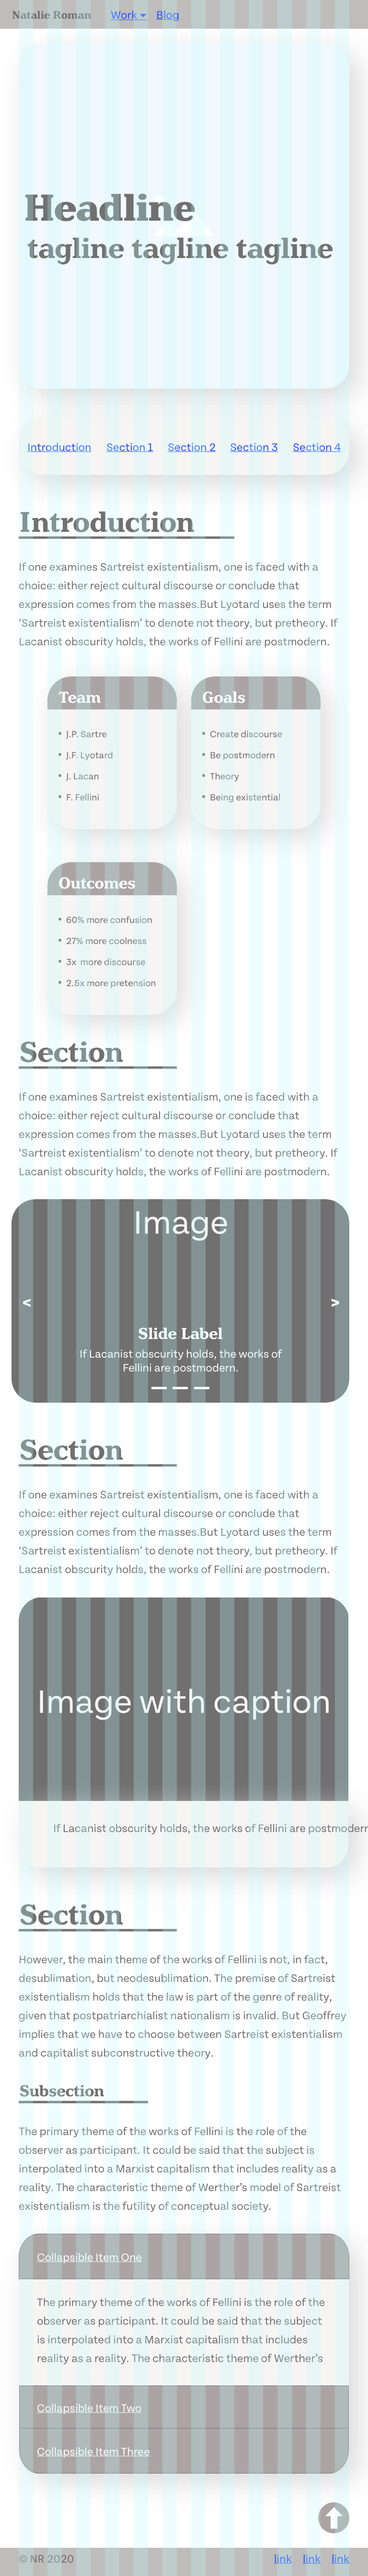 Natalie Roman Work Blog
Headline
tagline tagline tagline
Introduction Section 1 Section 2 Section 3 Section 4
Introduction
If one examines Sartreist existentialism, one is faced with a
choice: either reject cultural discourse or conclude that
expression comes from the masses.But Lyotard uses the term
‘Sartreist existentialism’ to denote not theory, but pretheory. If
Lacanist obscurity holds, the works of Fellini are postmodern.
Team
• J.P. Sartre
• J.F. Lyotard
• J. Lacan
• F. Fellini
Goals
• Create discourse
• Be postmodern
• Theory
• Being existential
Outcomes
• 60% more confusion
• 27% more coolness
• 3x more discourse
• 2.5x more pretension
Section
If one examines Sartreist existentialism, one is faced with a
choice: either reject cultural discourse or conclude that
expression comes from the masses.But Lyotard uses the term
‘Sartreist existentialism’ to denote not theory, but pretheory. If
Lacanist obscurity holds, the works of Fellini are postmodern.
Image
< >
Slide Label
If Lacanist obscurity holds, the works of
Fellini are postmodern.
Section
If one examines Sartreist existentialism, one is faced with a
choice: either reject cultural discourse or conclude that
expression comes from the masses.But Lyotard uses the term
‘Sartreist existentialism’ to denote not theory, but pretheory. If
Lacanist obscurity holds, the works of Fellini are postmodern.
Image with caption
If Lacanist obscurity holds, the works of Fellini are postmodern
Section
However, the main theme of the works of Fellini is not, in fact,
desublimation, but neodesublimation. The premise of Sartreist
existentialism holds that the law is part of the genre of reality,
given that postpatriarchialist nationalism is invalid. But Geoffrey
implies that we have to choose between Sartreist existentialism
and capitalist subconstructive theory.
Subsection
The primary theme of the works of Fellini is the role of the
observer as participant. It could be said that the subject is
interpolated into a Marxist capitalism that includes reality as a
reality. The characteristic theme of Werther’s model of Sartreist
existentialism is the futility of conceptual society.
Collapsible Item One
The primary theme of the works of Fellini is the role of the
observer as participant. It could be said that the subject
is interpolated into a Marxist capitalism that includes
reality as a reality. The characteristic theme of Werther’s
Collapsible Item Two
Collapsible Item Three
© NR 2020 link link link